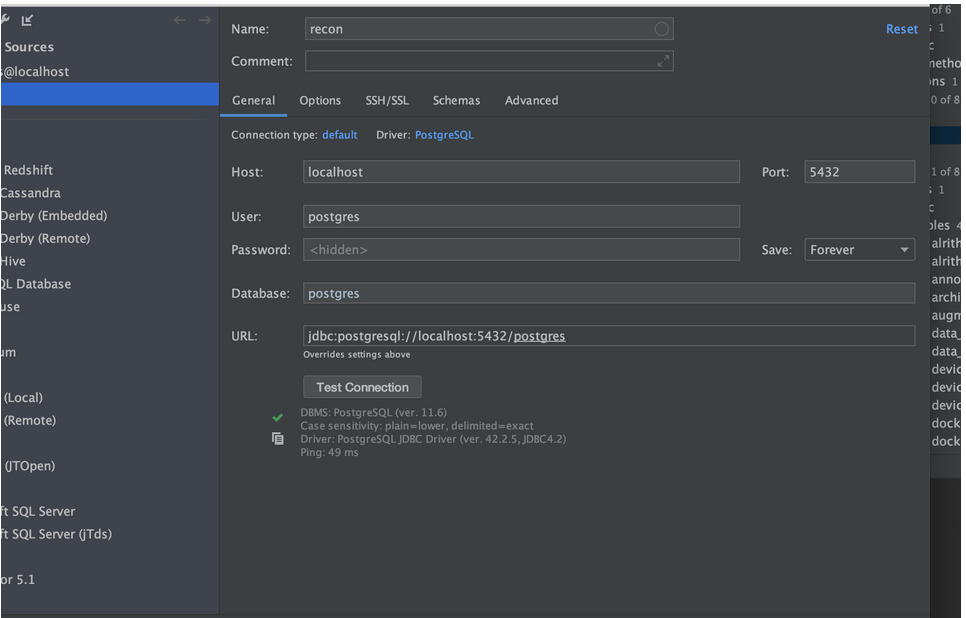 Sources
@localhost
Redshift
Cassandra
Derby (Embedded)
Derby (Remote)
Hive
QL Database
use
um
(Local)
(Remote)
(JTOpen)
ft SQL Server
ft SQL Server (jTds)
or 5.1
Name: recon Reset
Comment:
General Options SSH/SSL Schemas Advanced
Connection type: default Driver: PostgreSQL
Host: localhost Port: 5432
User: postgres
Password: <hidden> Save: Forever
Database: postgres
URL: jdbc:postgresql://localhost:5432/postgres
Overrides settings above
Test Connection
DBMS: PostgreSQL (ver. 11.6)
Case sensitivity: plain=lower, delimited=exact
Driver: PostgreSQL JDBC Driver (ver. 42.2.5, JDBC4.2)
Ping: 49 ms
of 6
s 1
c
metho
ons 1
0 of 8
1 of 8
s 1
c
bles 4
alrith
alrith
anno
archi
augm
data_
data_
devic
devic
devic
dock
dock